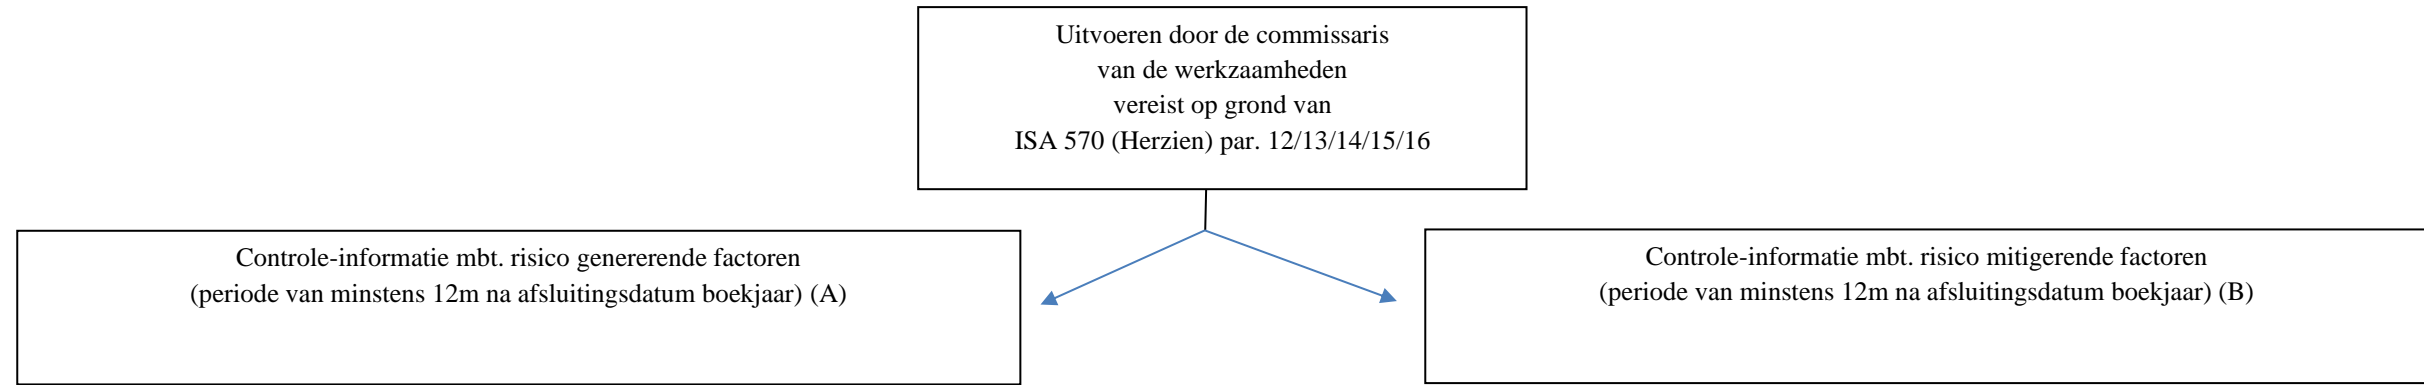 Uitvoeren door de commissaris
van de werkzaamheden
vereist op grond van
ISA 570 (Herzien) par. 12/13/14/15/16
Controle-informatie mbt. risico genererende factoren
(periode van minstens 12m na afsluitingsdatum boekjaar) (A)
Controle-informatie mbt. risico mitigerende factoren
(periode van minstens 12m na afsluitingsdatum boekjaar) (B)